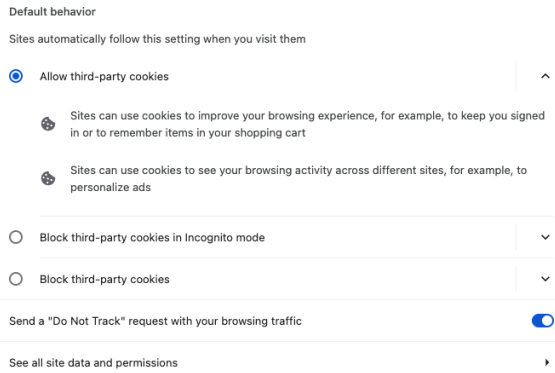 Default behavior
Sites automatically follow this setting when you visit them
Allow third-party cookies
Sites can use cookies to improve your browsing experience, for example, to keep you signed
in or to remember items in your shopping cart
Sites can use cookies to see your browsing activity across different sites, for example, to
personalize ads
Block third-party cookies in Incognito mode
Block third-party cookies
Send a "Do Not Track" request with your browsing traffic
See all site data and permissions